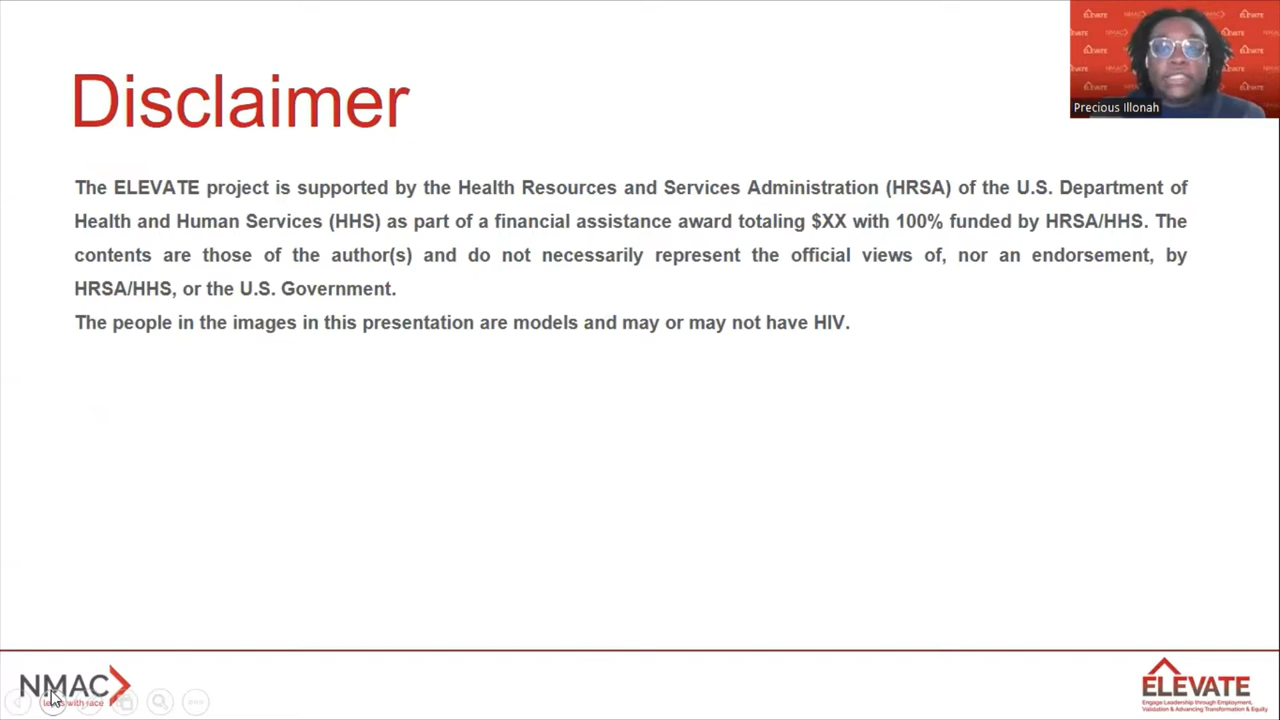 Disclaimer
The ELEVATE project is supported by the Health Resources and Services Administration (HRSA) of the U.S. Department of
Health and Human Services (HHS) as part of a financial assistance award totaling $XX with 100% funded by HRSA/HHS. The
contents are those of the author(s) and do not necessarily represent the official views of, nor an endorsement, by
HRSA/HHS, or the U.S. Government.
The people in the images in this presentation are models and may or may not have HIV.
ELEVATE
NMAC
Precious Illonah
NMAC
with race
ELEVATE
Engage Leadership through Employment,
Validation & Advancing Transformation & Equity